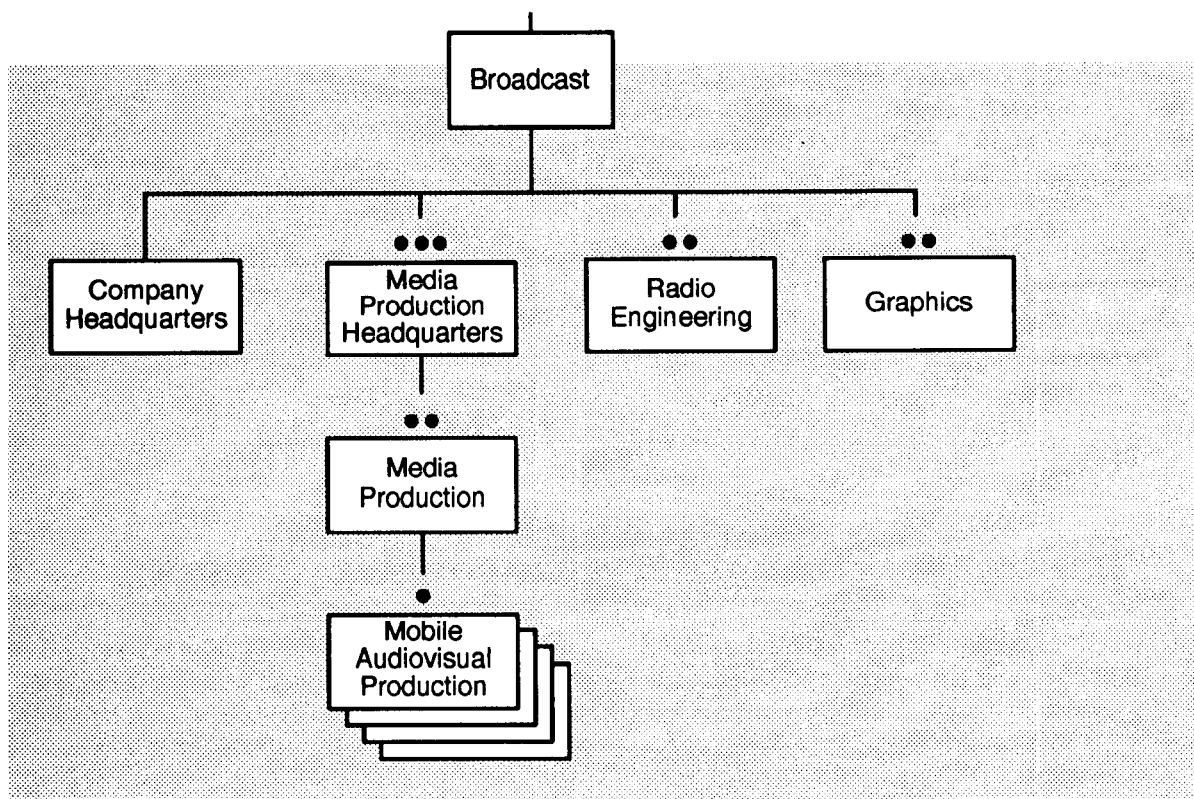 Broadcast
Company
Headquarters
Media
Production
Headquarters
Radio
Engineering
Graphics
Media
Production
Mobile
Audiovisual
Production